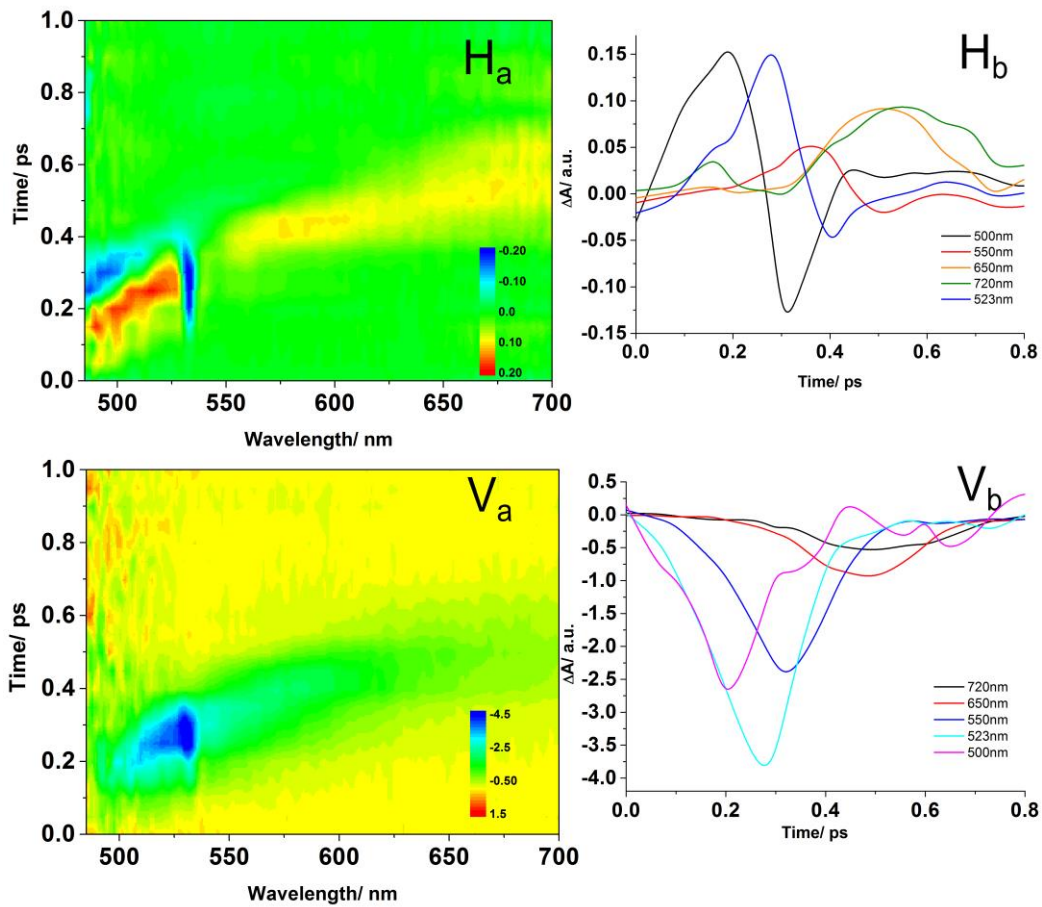 Hₐ
Time/ ps
1.0
0.8
0.6
0.4
0.2
0.0
-0.20
-0.10
0.0
0.10
0.20
500 550 600 650 700
Wavelength/ nm
H_b
ΔA/ a.u.
0.15
0.10
0.05
0.00
-0.05
-0.10
-0.15
500nm
550nm
650nm
720nm
523nm
0.0 0.2 0.4 0.6 0.8
Time/ ps
Vₐ
Time/ ps
1.0
0.8
0.6
0.4
0.2
0.0
-4.5
-2.5
-0.50
1.5
500 550 600 650 700
Wavelength/ nm
V_b
ΔA/ a.u.
0.5
0.0
-0.5
-1.0
-1.5
-2.0
-2.5
-3.0
-3.5
-4.0
720nm
650nm
550nm
523nm
500nm
0.0 0.2 0.4 0.6 0.8
Time/ ps